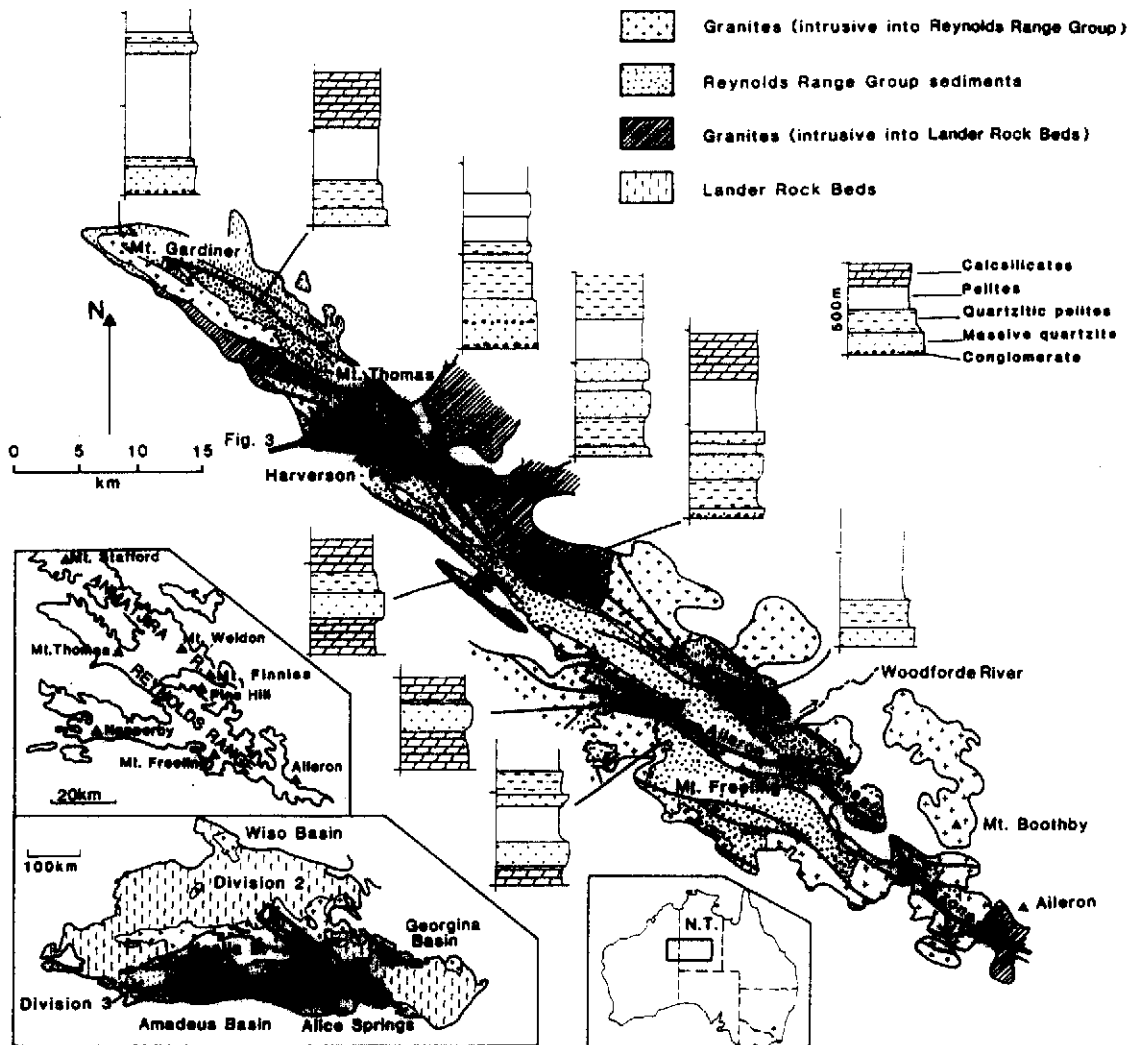 Granites (intrusive into Reynolds Range Group)
Reynolds Range Group sediments
Granites (intrusive into Lander Rock Beds)
Lander Rock Beds
Calcsilicates
Pelites
Quartzitic pelites
Massive quartzite
Conglomerate
500m
Mt. Gardiner
N
Mt. Thomas
Fig. 3
0 5 10 15
km
Harverson
Woodforde River
Aileron
Mt. Freeling
Mt. Boothby
Aileron
Mt. Stafford
ANMATJIRA
Mt. Weldon
Mt. Thomas
R.
Mt. Finniss
Pine Hill
REYNOLDS
RANGE
Napperby
Mt. Freeling
Aileron
20km
Wiso Basin
100km
Division 2
Georgina
Basin
Division 3
Amadeus Basin
Alice Springs
N.T.